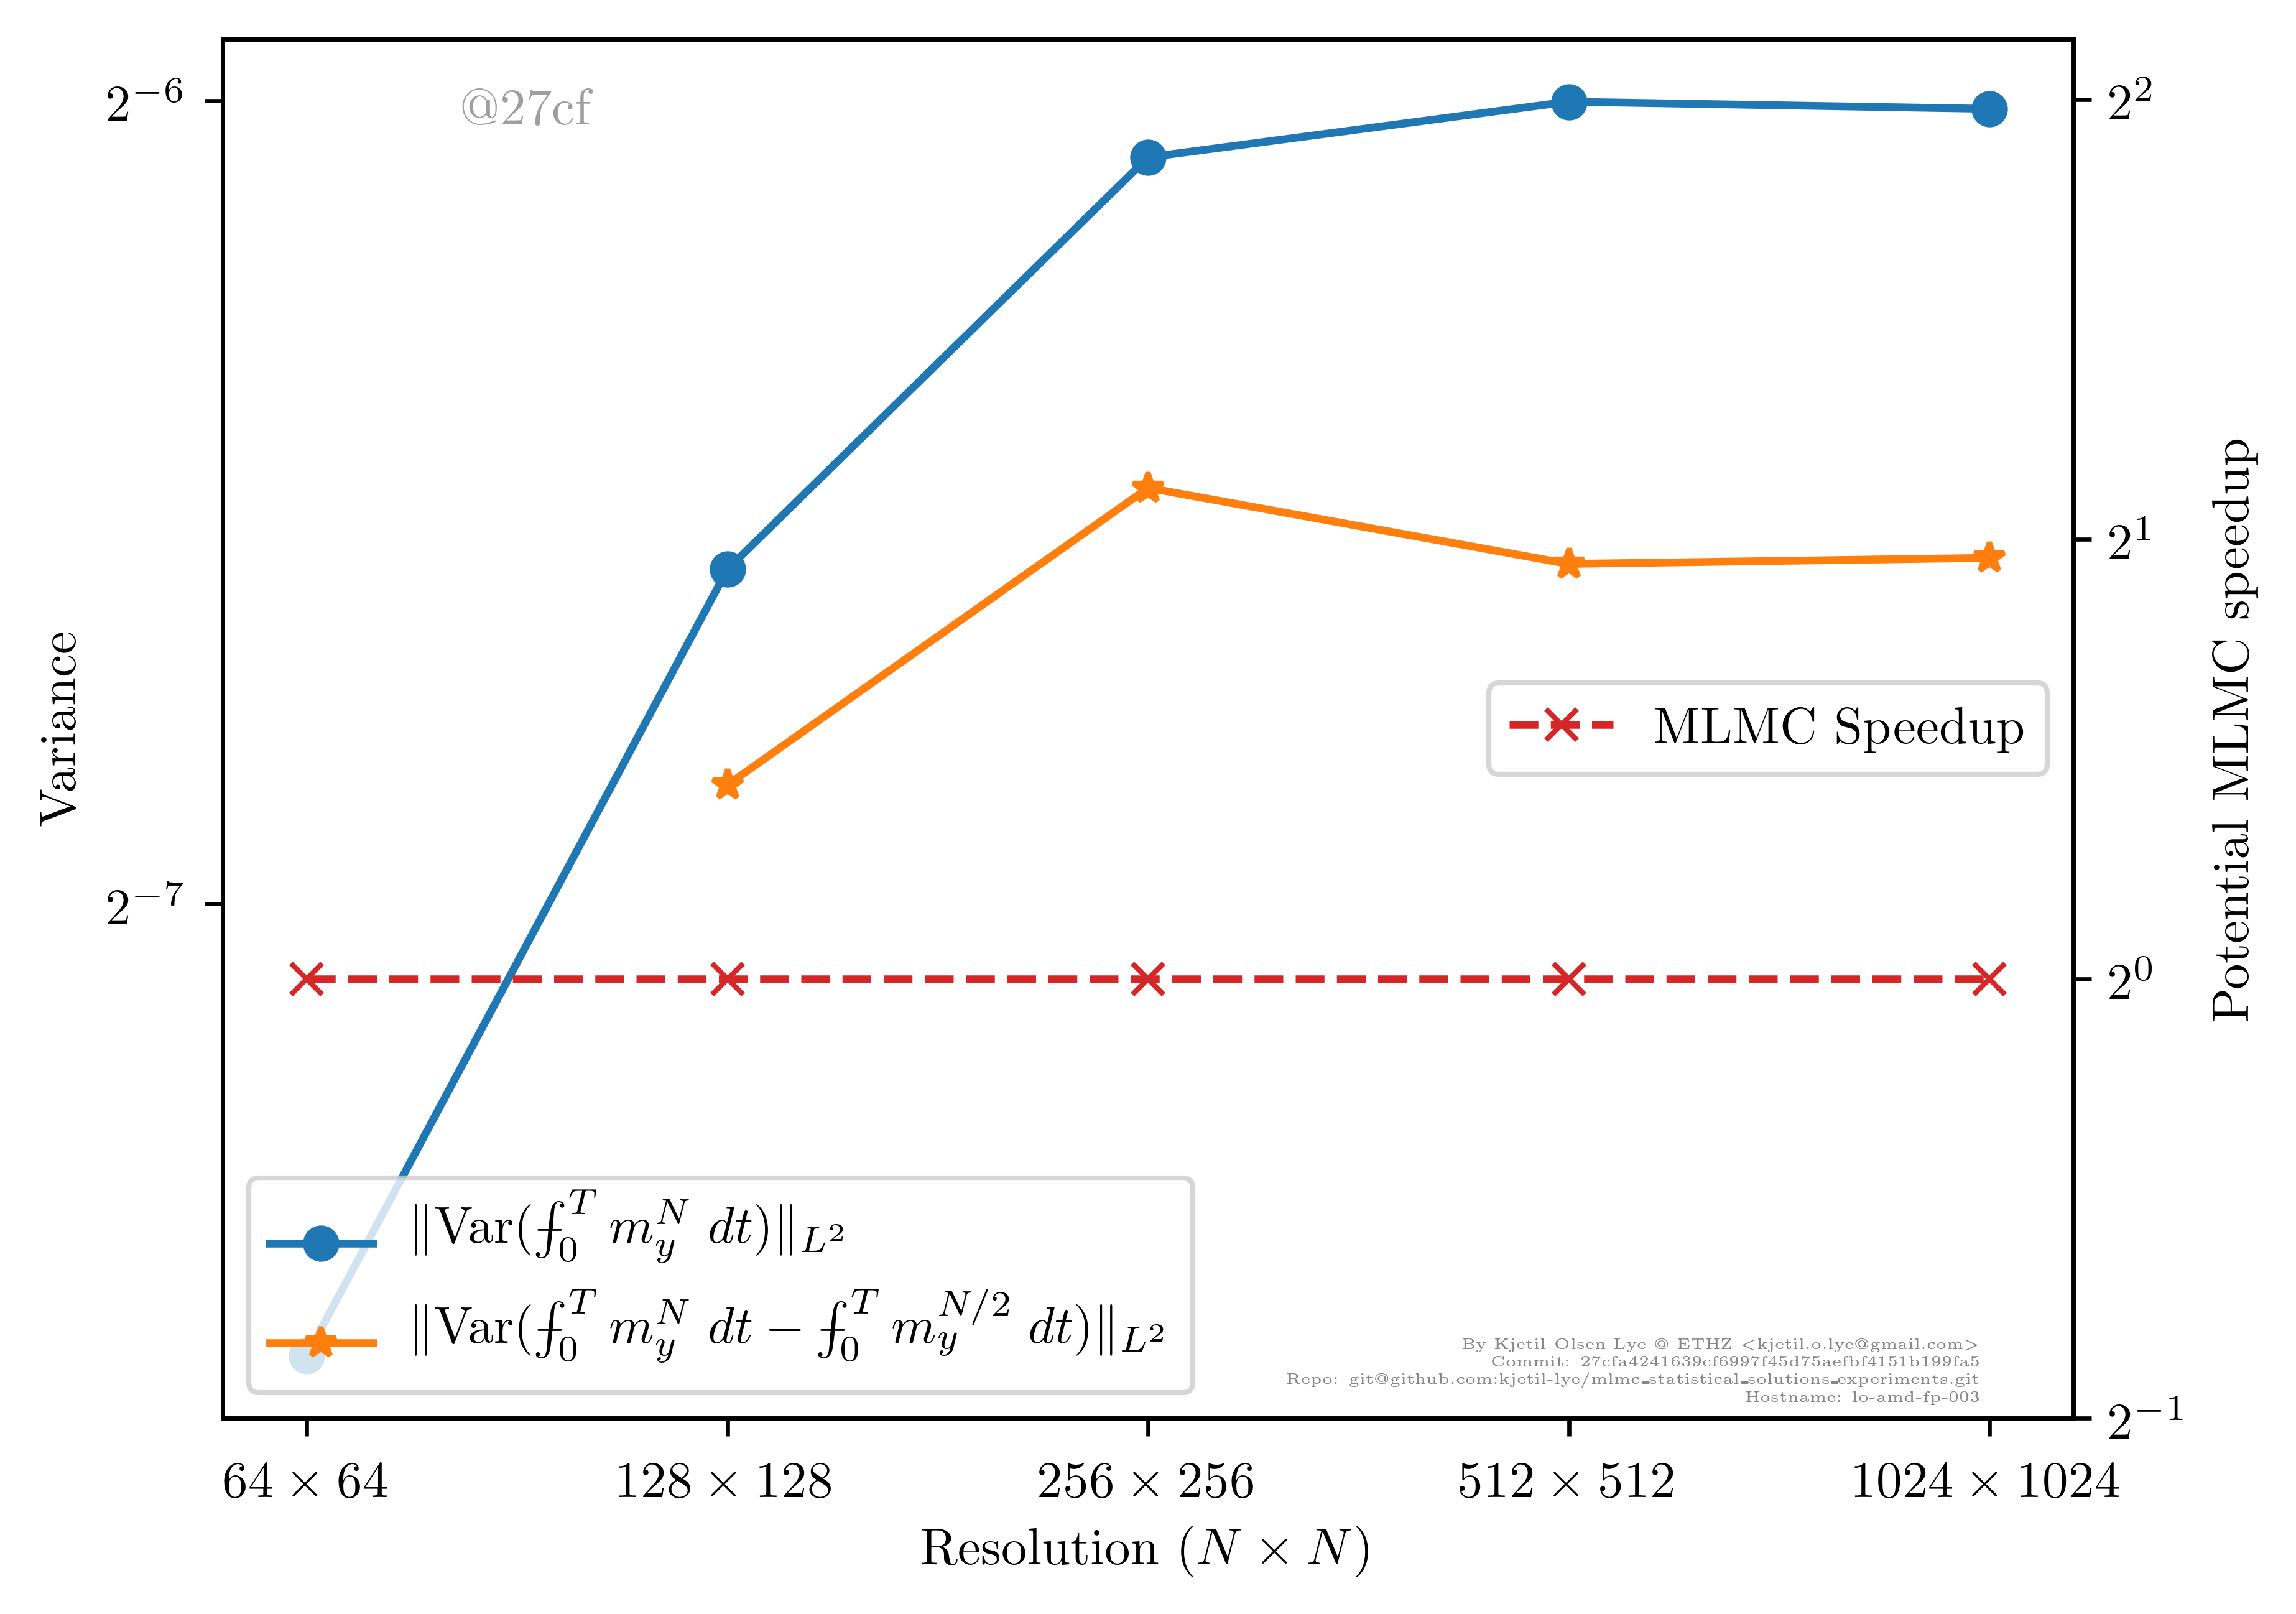 @27cf
2^{-6}
2^{-7}
Variance
2^{2}
2^{1}
2^{0}
2^{-1}
Potential MLMC speedup
MLMC Speedup
‖Var(⨍_0^T m_y^N dt)‖_{L^2}
‖Var(⨍_0^T m_y^N dt − ⨍_0^T m_y^{N/2} dt)‖_{L^2}
By Kjetil Olsen Lye @ ETHZ <kjetil.o.lye@gmail.com>
Commit: 27cfa4241639cf6997f45d75aefbf4151b199fa5
Repo: git@github.com:kjetil-lye/mlmc_statistical_solutions_experiments.git
Hostname: lo-amd-fp-003
64 × 64 128 × 128 256 × 256 512 × 512 1024 × 1024
Resolution (N × N)